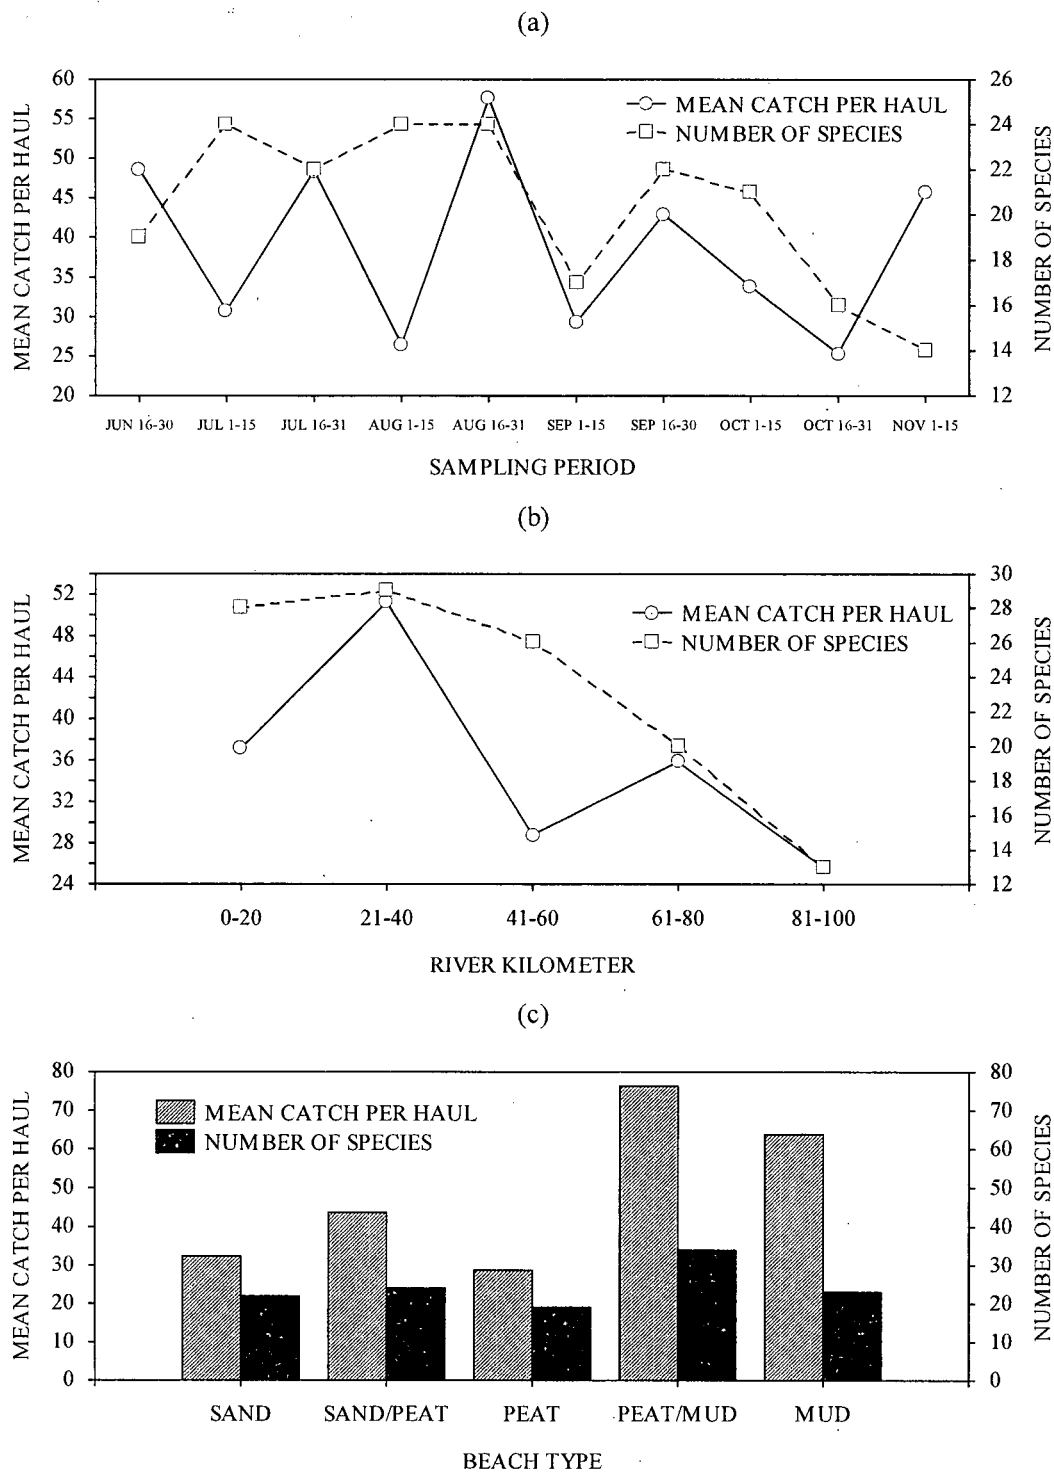 (a)
MEAN CATCH PER HAUL
NUMBER OF SPECIES
60
55
50
45
40
35
30
25
20
26
24
22
20
18
16
14
12
MEAN CATCH PER HAUL
NUMBER OF SPECIES
JUN 16-30 JUL 1-15 JUL 16-31 AUG 1-15 AUG 16-31 SEP 1-15 SEP 16-30 OCT 1-15 OCT 16-31 NOV 1-15
SAMPLING PERIOD
(b)
MEAN CATCH PER HAUL
NUMBER OF SPECIES
52
48
44
40
36
32
28
24
30
28
26
24
22
20
18
16
14
12
MEAN CATCH PER HAUL
NUMBER OF SPECIES
0-20 21-40 41-60 61-80 81-100
RIVER KILOMETER
(c)
MEAN CATCH PER HAUL
NUMBER OF SPECIES
80
70
60
50
40
30
20
10
0
80
70
60
50
40
30
20
10
0
MEAN CATCH PER HAUL
NUMBER OF SPECIES
SAND SAND/PEAT PEAT PEAT/MUD MUD
BEACH TYPE